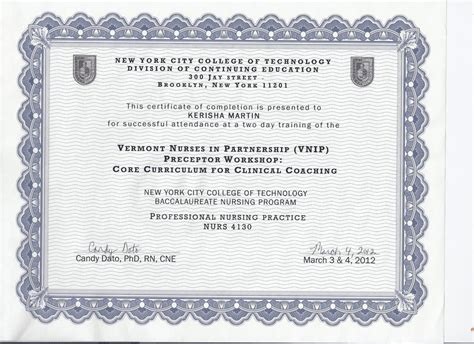 NEW YORK CITY COLLEGE OF TECHNOLOGY
DIVISION OF CONTINUING EDUCATION
300 JAY STREET
BROOKLYN, NEW YORK 11201
This certificate of completion is presented to
KERISHA MARTIN
for successful attendance at a two day training of the
VERMONT NURSES IN PARTNERSHIP (VNIP)
PRECEPTOR WORKSHOP:
CORE CURRICULUM FOR CLINICAL COACHING
NEW YORK CITY COLLEGE OF TECHNOLOGY
BACCALAUREATE NURSING PROGRAM
PROFESSIONAL NURSING PRACTICE
NURS 4130
Candy Dato March 4, 2012
Candy Dato, PhD, RN, CNE March 3 & 4, 2012